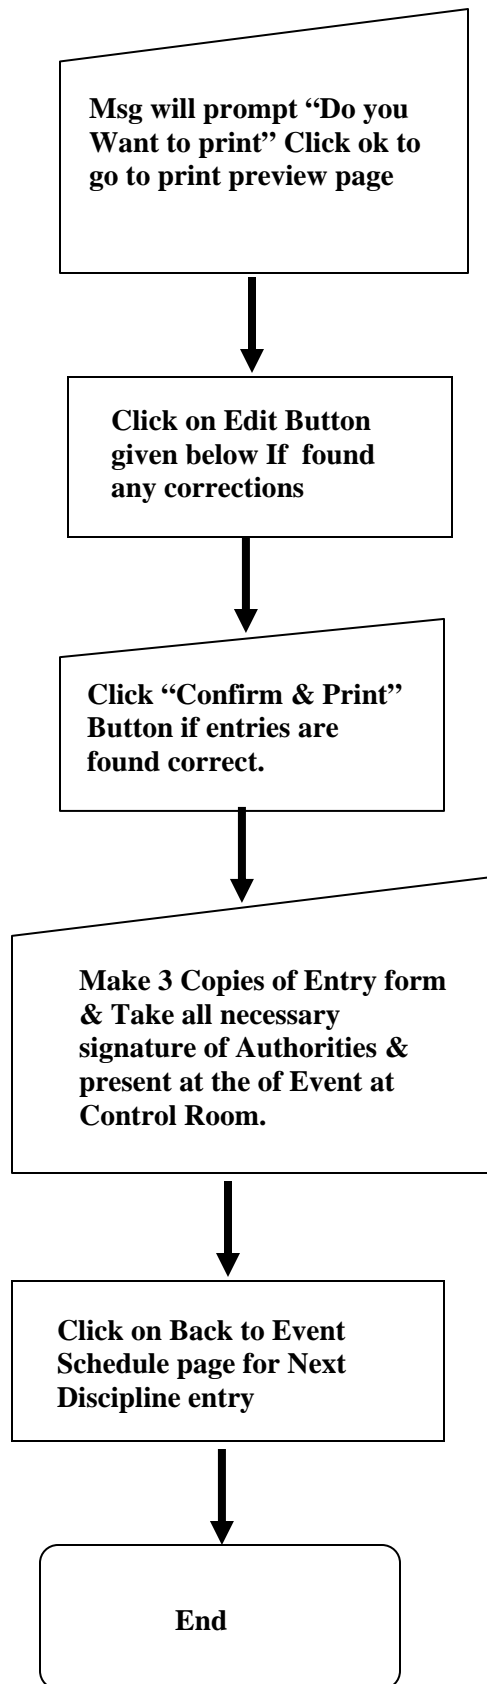 Msg will prompt “Do you
Want to print” Click ok to
go to print preview page
Click on Edit Button
given below If  found
any corrections
Click “Confirm & Print”
Button if entries are
found correct.
Make 3 Copies of Entry form
& Take all necessary
signature of Authorities &
present at the of Event at
Control Room.
Click on Back to Event
Schedule page for Next
Discipline entry
End